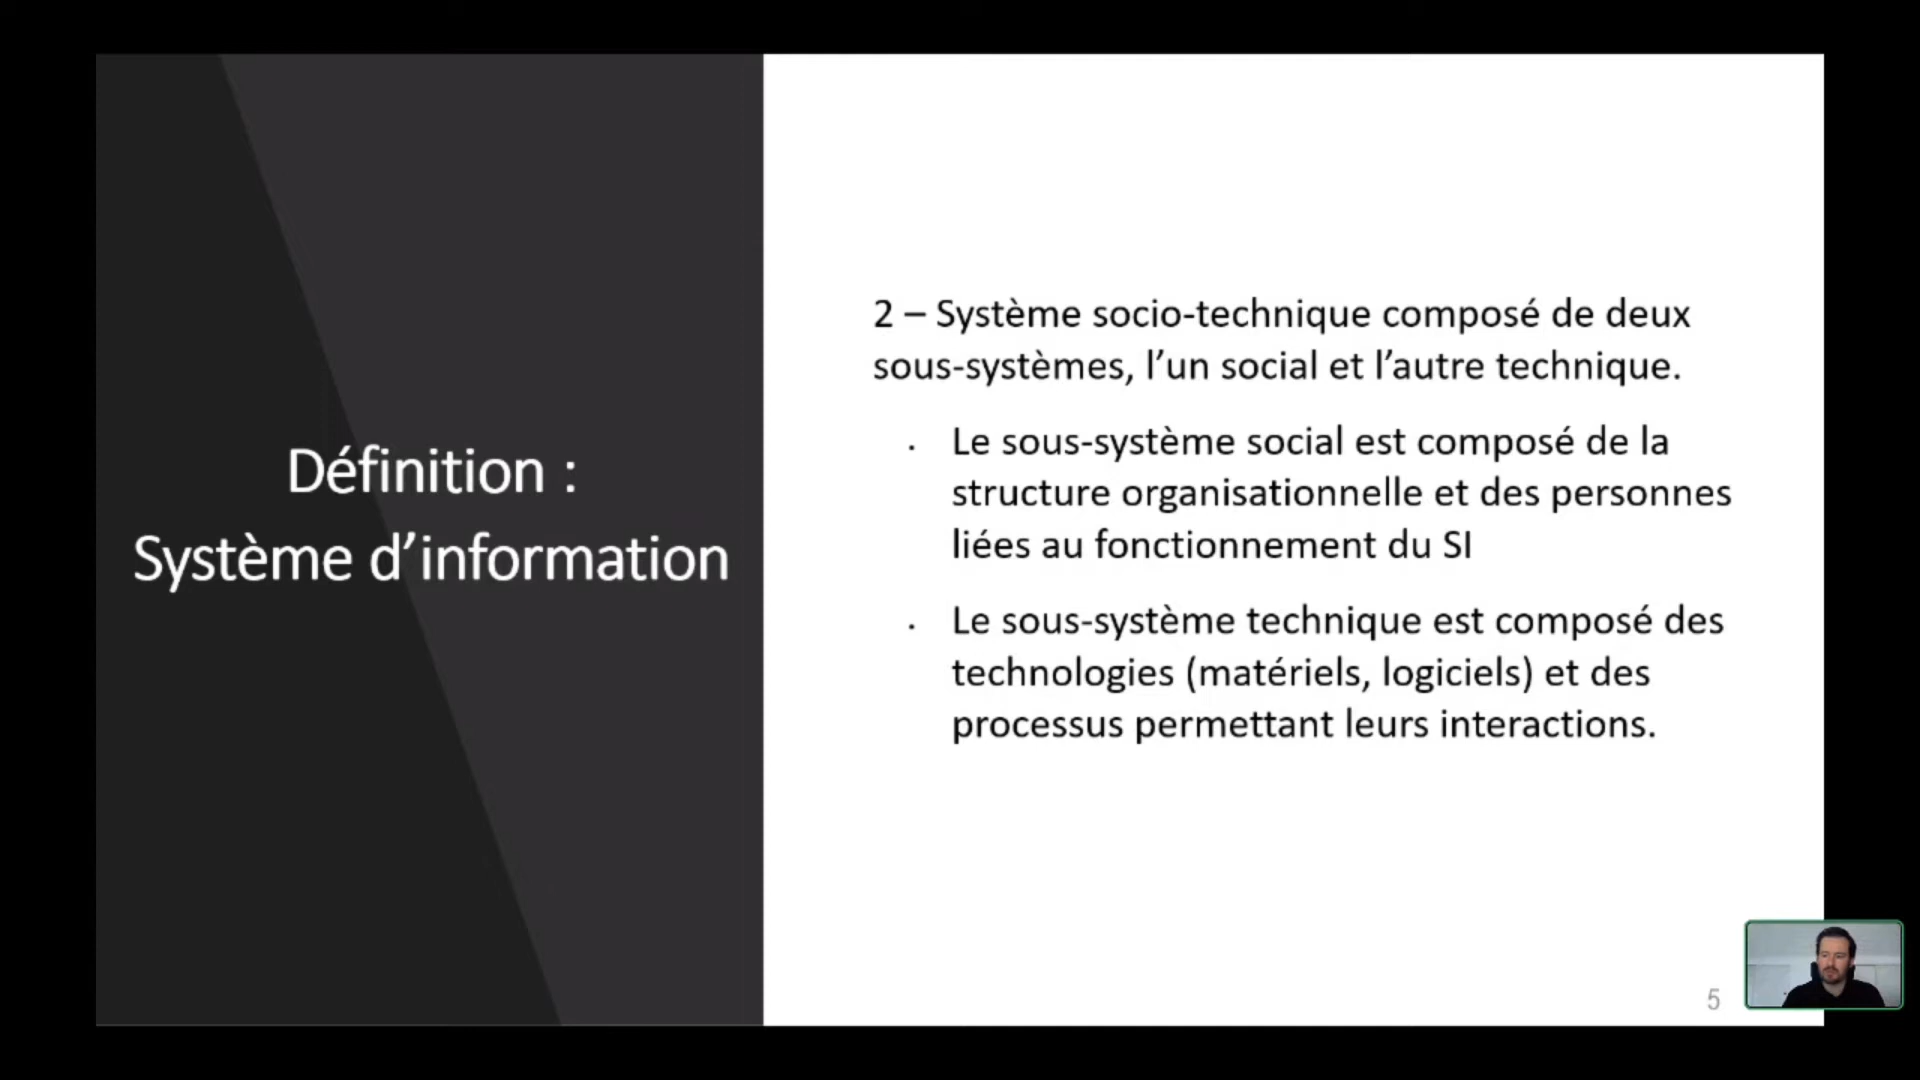 Définition :
Système d’information
2 – Système socio-technique composé de deux
sous-systèmes, l’un social et l’autre technique.
· Le sous-système social est composé de la
structure organisationnelle et des personnes
liées au fonctionnement du SI
· Le sous-système technique est composé des
technologies (matériels, logiciels) et des
processus permettant leurs interactions.
5